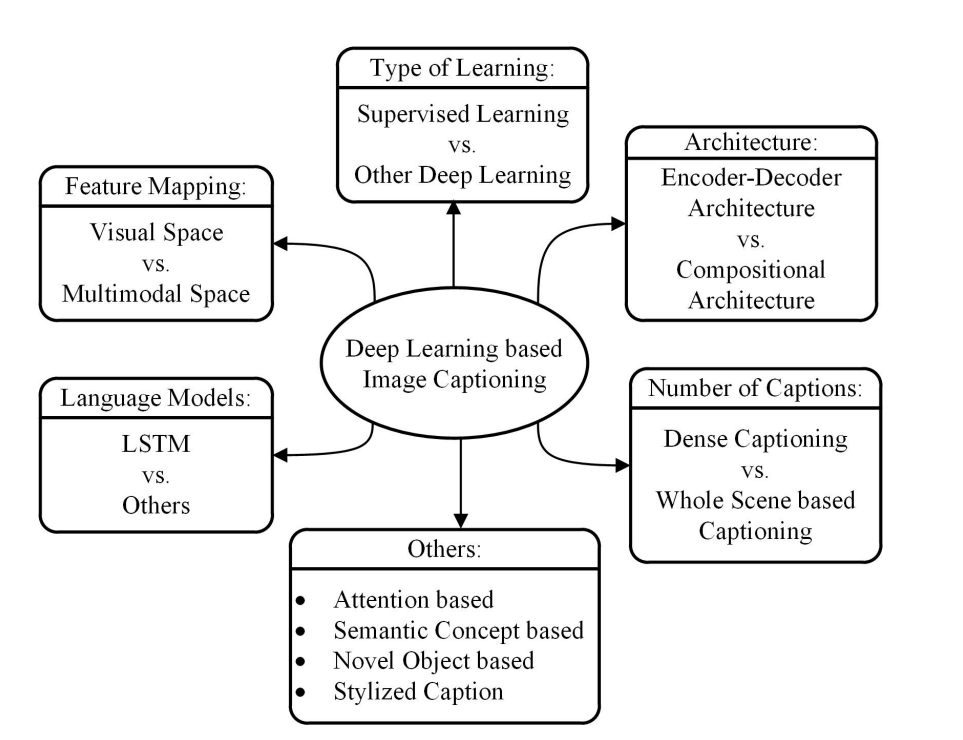 Type of Learning:
Supervised Learning
vs.
Other Deep Learning
Architecture:
Encoder-Decoder
Architecture
vs.
Compositional
Architecture
Feature Mapping:
Visual Space
vs.
Multimodal Space
Deep Learning based
Image Captioning
Language Models:
LSTM
vs.
Others
Number of Captions:
Dense Captioning
vs.
Whole Scene based
Captioning
Others:
• Attention based
• Semantic Concept based
• Novel Object based
• Stylized Caption